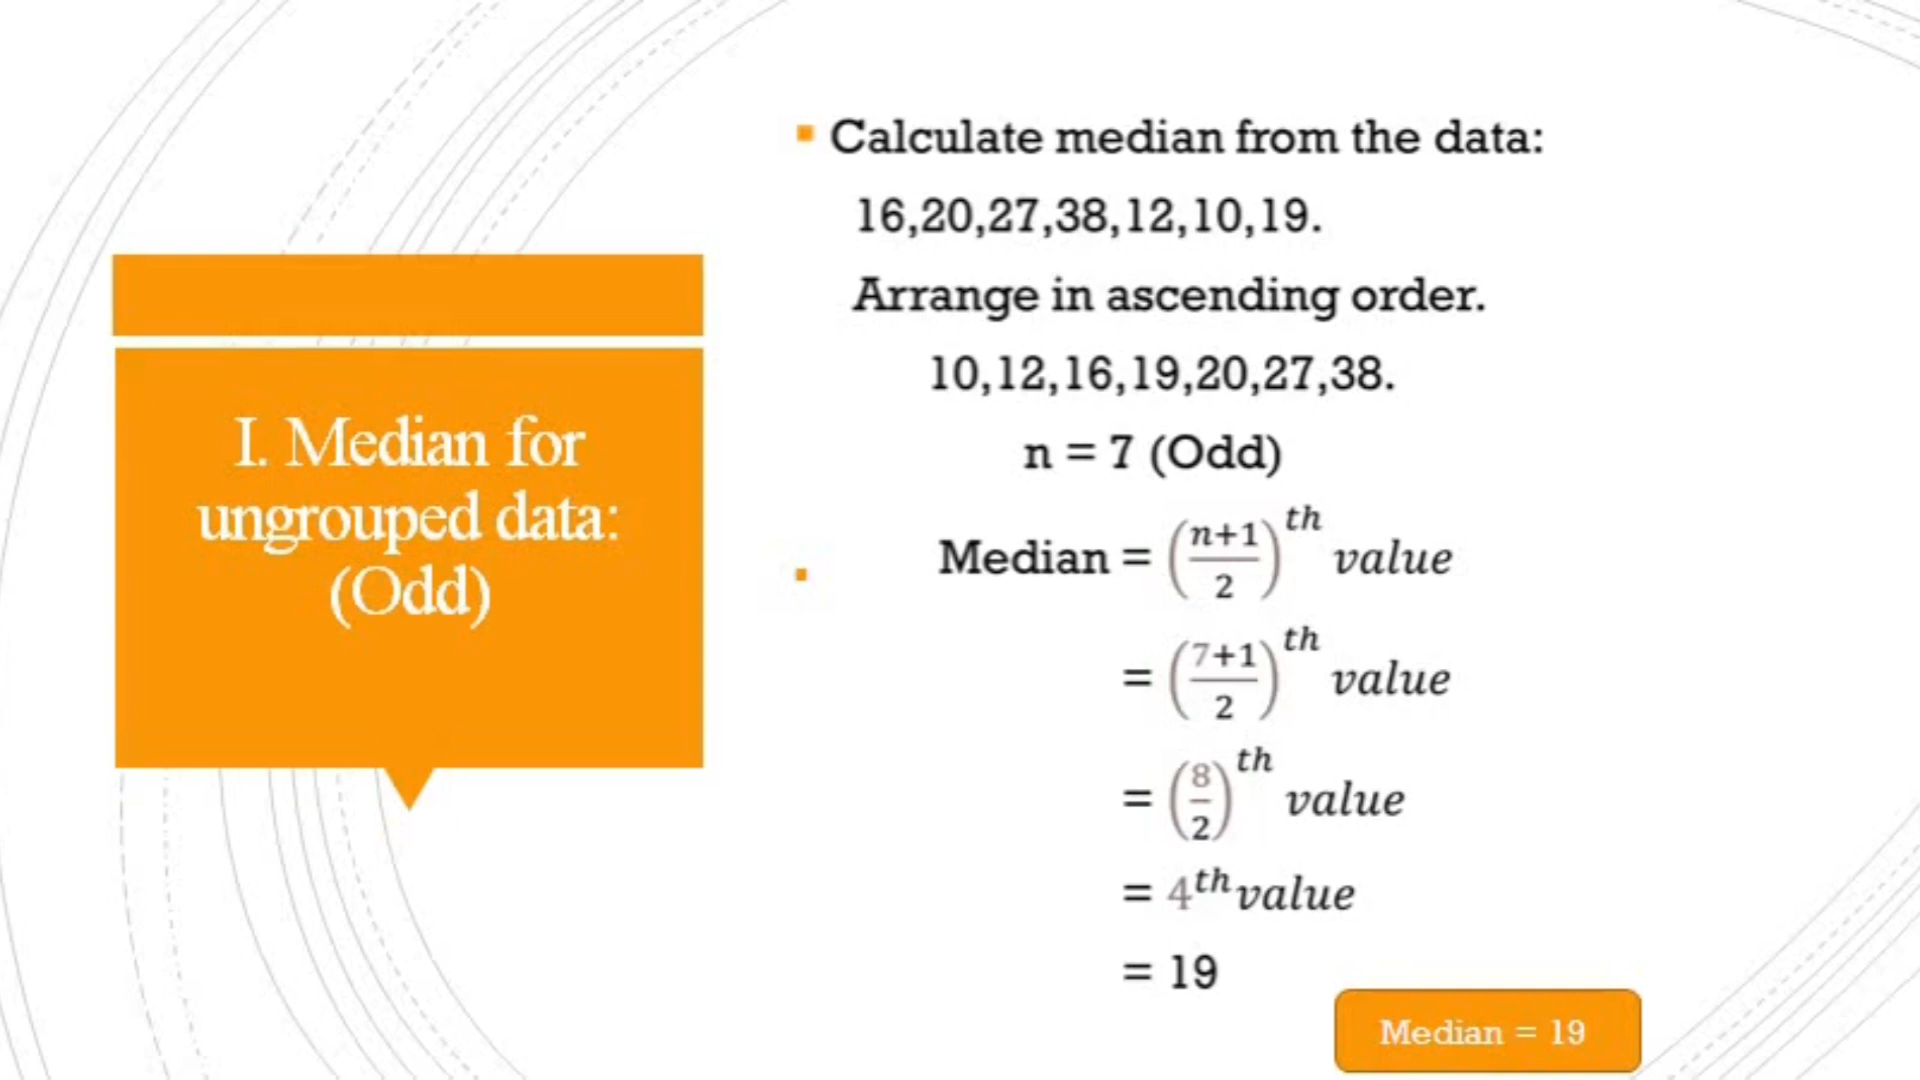 I. Median for
ungrouped data:
(Odd)
Calculate median from the data:
16,20,27,38,12,10,19.
Arrange in ascending order.
10,12,16,19,20,27,38.
n = 7 (Odd)
Median = (n+1/2)^th value
= (7+1/2)^th value
= (8/2)^th value
= 4^th value
= 19
Median = 19